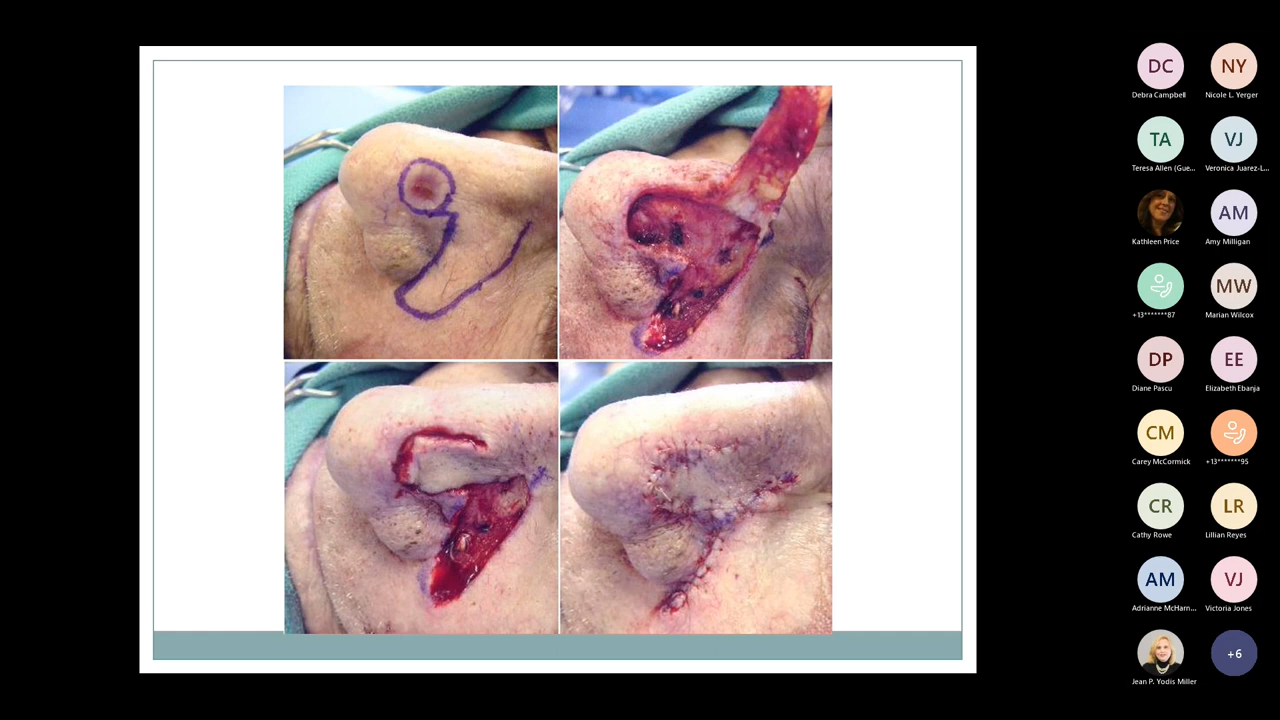 DC
NY
Debra Campbell
Nicole L. Yerger
TA
VJ
Teresa Allen (Gue...
Veronica Juarez-L...
AM
Kathleen Price
Amy Milligan
MW
+13*******87
Marian Wilcox
DP
EE
Diane Pascu
Elizabeth Ebanja
CM
Carey McCormick
+13*******95
CR
LR
Cathy Rowe
Lillian Reyes
AM
VJ
Adrianne McHarn...
Victoria Jones
+6
Jean P. Yodis Miller